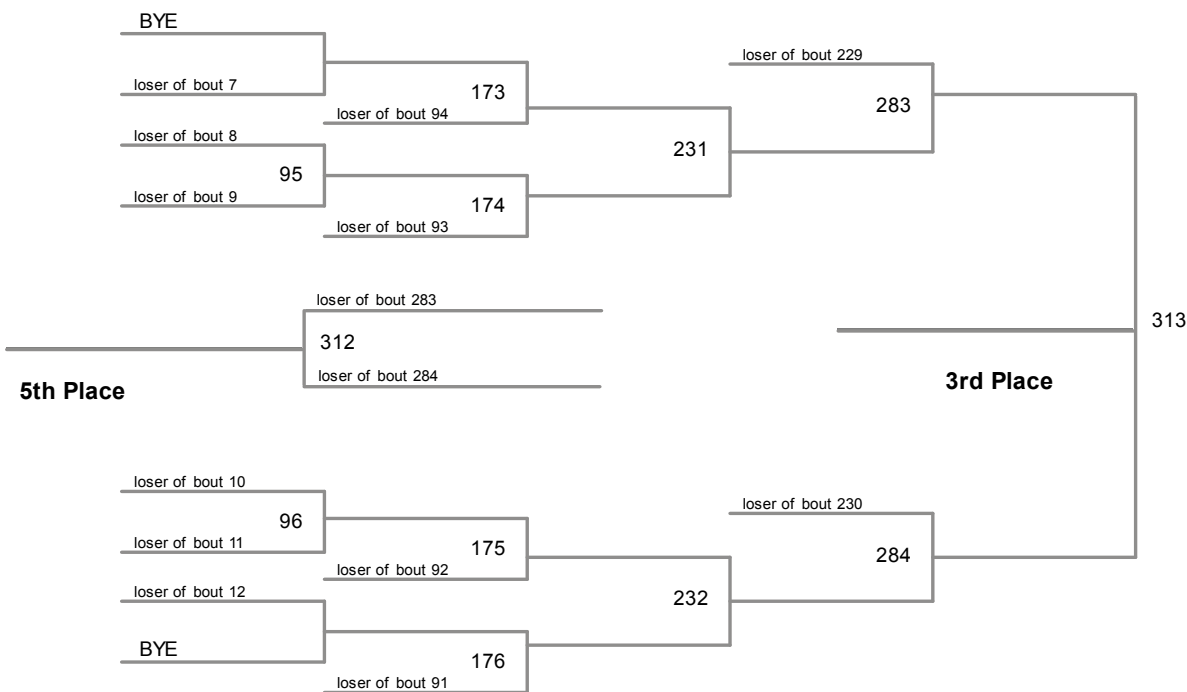 BYE
loser of bout 7
loser of bout 229
173
283
loser of bout 94
loser of bout 8
231
95
loser of bout 9
174
loser of bout 93
loser of bout 283
313
312
loser of bout 284
3rd Place
5th Place
loser of bout 10
loser of bout 230
96
loser of bout 11
175
284
loser of bout 92
loser of bout 12
232
BYE
176
loser of bout 91